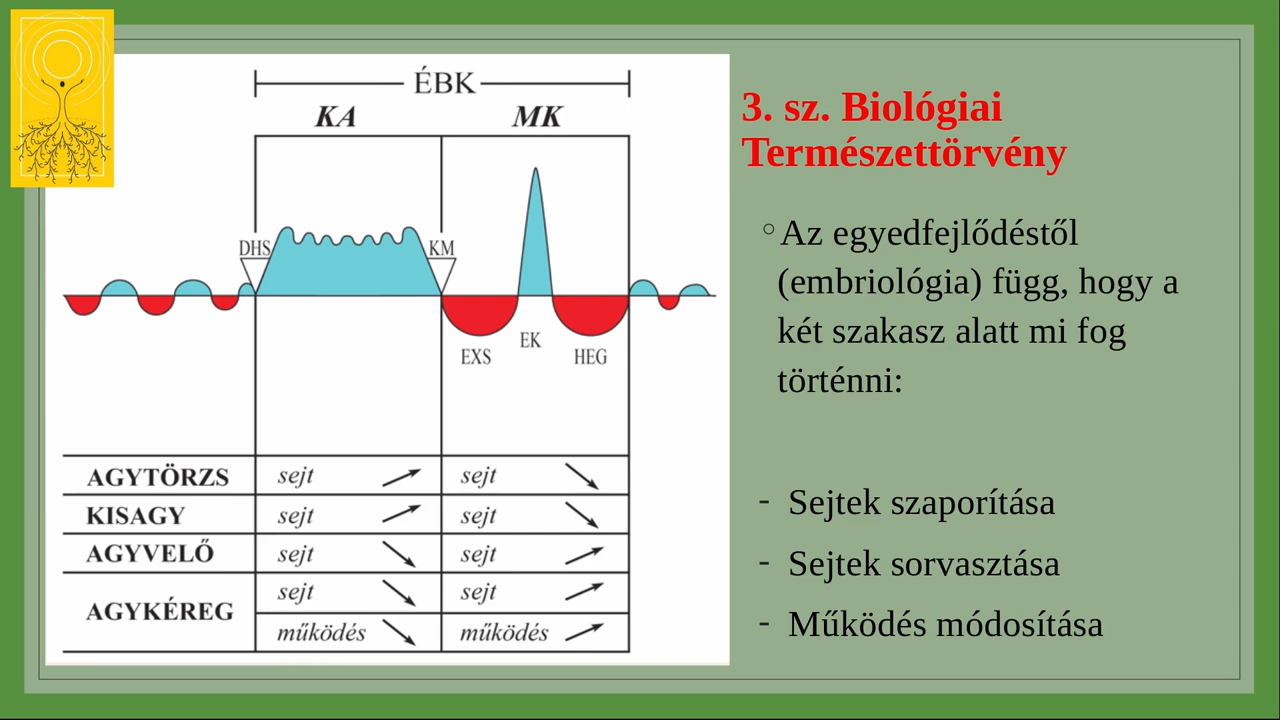 ÉBK
KA MK
DHS KM
EXS EK HEG
AGYTÖRZS sejt sejt
KISAGY sejt sejt
AGYVELŐ sejt sejt
AGYKÉREG sejt sejt
működés működés
3. sz. Biológiai
Természettörvény
Az egyedfejlődéstől
(embriológia) függ, hogy a
két szakasz alatt mi fog
történni:
- Sejtek szaporítása
- Sejtek sorvasztása
- Működés módosítása